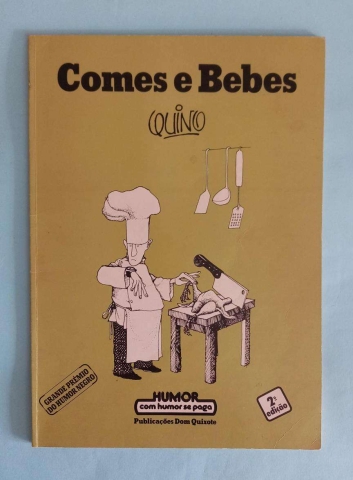 Comes e Bebes
QUINO
GRANDE PRÉMIO
DO HUMOR NEGRO
HUMOR
com humor se paga
Publicações Dom Quixote
2ª
edição